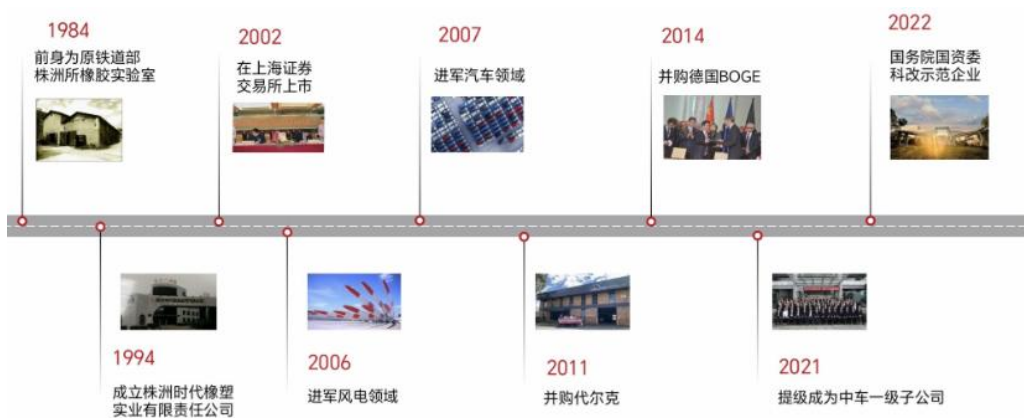 1984
前身为原铁道部
株洲所橡胶实验室
2002
在上海证券
交易所上市
2007
进军汽车领域
2014
并购德国BOGE
2022
国务院国资委
科改示范企业
1994
成立株洲时代橡塑
实业有限责任公司
2006
进军风电领域
2011
并购代尔克
2021
提级成为中车一级子公司